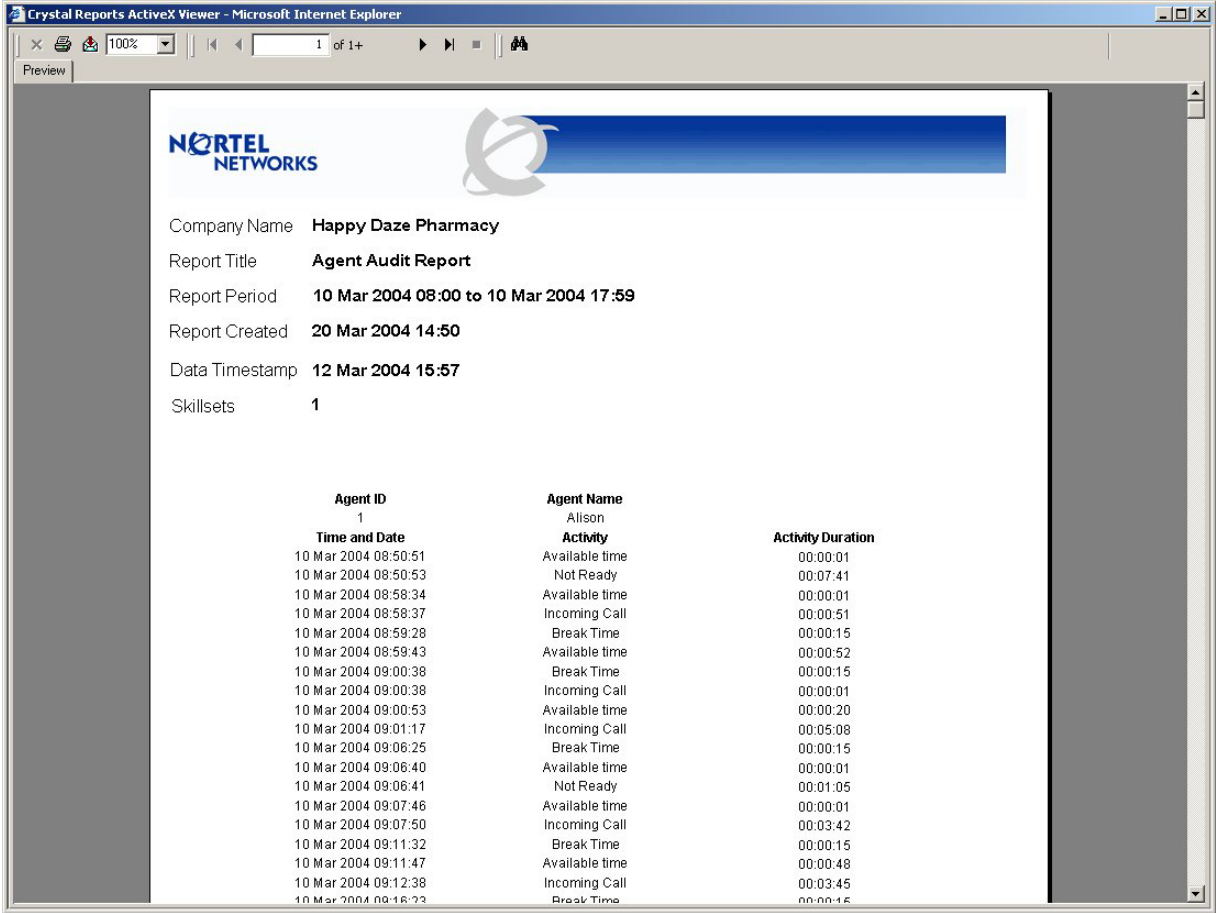 Crystal Reports ActiveX Viewer - Microsoft Internet Explorer
100% 1 of 1+
Preview
NORTEL
NETWORKS
Company Name Happy Daze Pharmacy
Report Title Agent Audit Report
Report Period 10 Mar 2004 08:00 to 10 Mar 2004 17:59
Report Created 20 Mar 2004 14:50
Data Timestamp 12 Mar 2004 15:57
Skillsets 1
Agent ID Agent Name
1 Alison
Time and Date Activity Activity Duration
10 Mar 2004 08:50:51 Available time 00:00:01
10 Mar 2004 08:50:53 Not Ready 00:07:41
10 Mar 2004 08:58:34 Available time 00:00:01
10 Mar 2004 08:58:37 Incoming Call 00:00:51
10 Mar 2004 08:59:28 Break Time 00:00:15
10 Mar 2004 08:59:43 Available time 00:00:52
10 Mar 2004 09:00:38 Break Time 00:00:15
10 Mar 2004 09:00:38 Incoming Call 00:00:01
10 Mar 2004 09:00:53 Available time 00:00:20
10 Mar 2004 09:01:17 Incoming Call 00:05:08
10 Mar 2004 09:06:25 Break Time 00:00:15
10 Mar 2004 09:06:40 Available time 00:00:01
10 Mar 2004 09:06:41 Not Ready 00:01:05
10 Mar 2004 09:07:46 Available time 00:00:01
10 Mar 2004 09:07:50 Incoming Call 00:03:42
10 Mar 2004 09:11:32 Break Time 00:00:15
10 Mar 2004 09:11:47 Available time 00:00:48
10 Mar 2004 09:12:38 Incoming Call 00:03:45
10 Mar 2004 09:16:23 Break Time 00:00:15